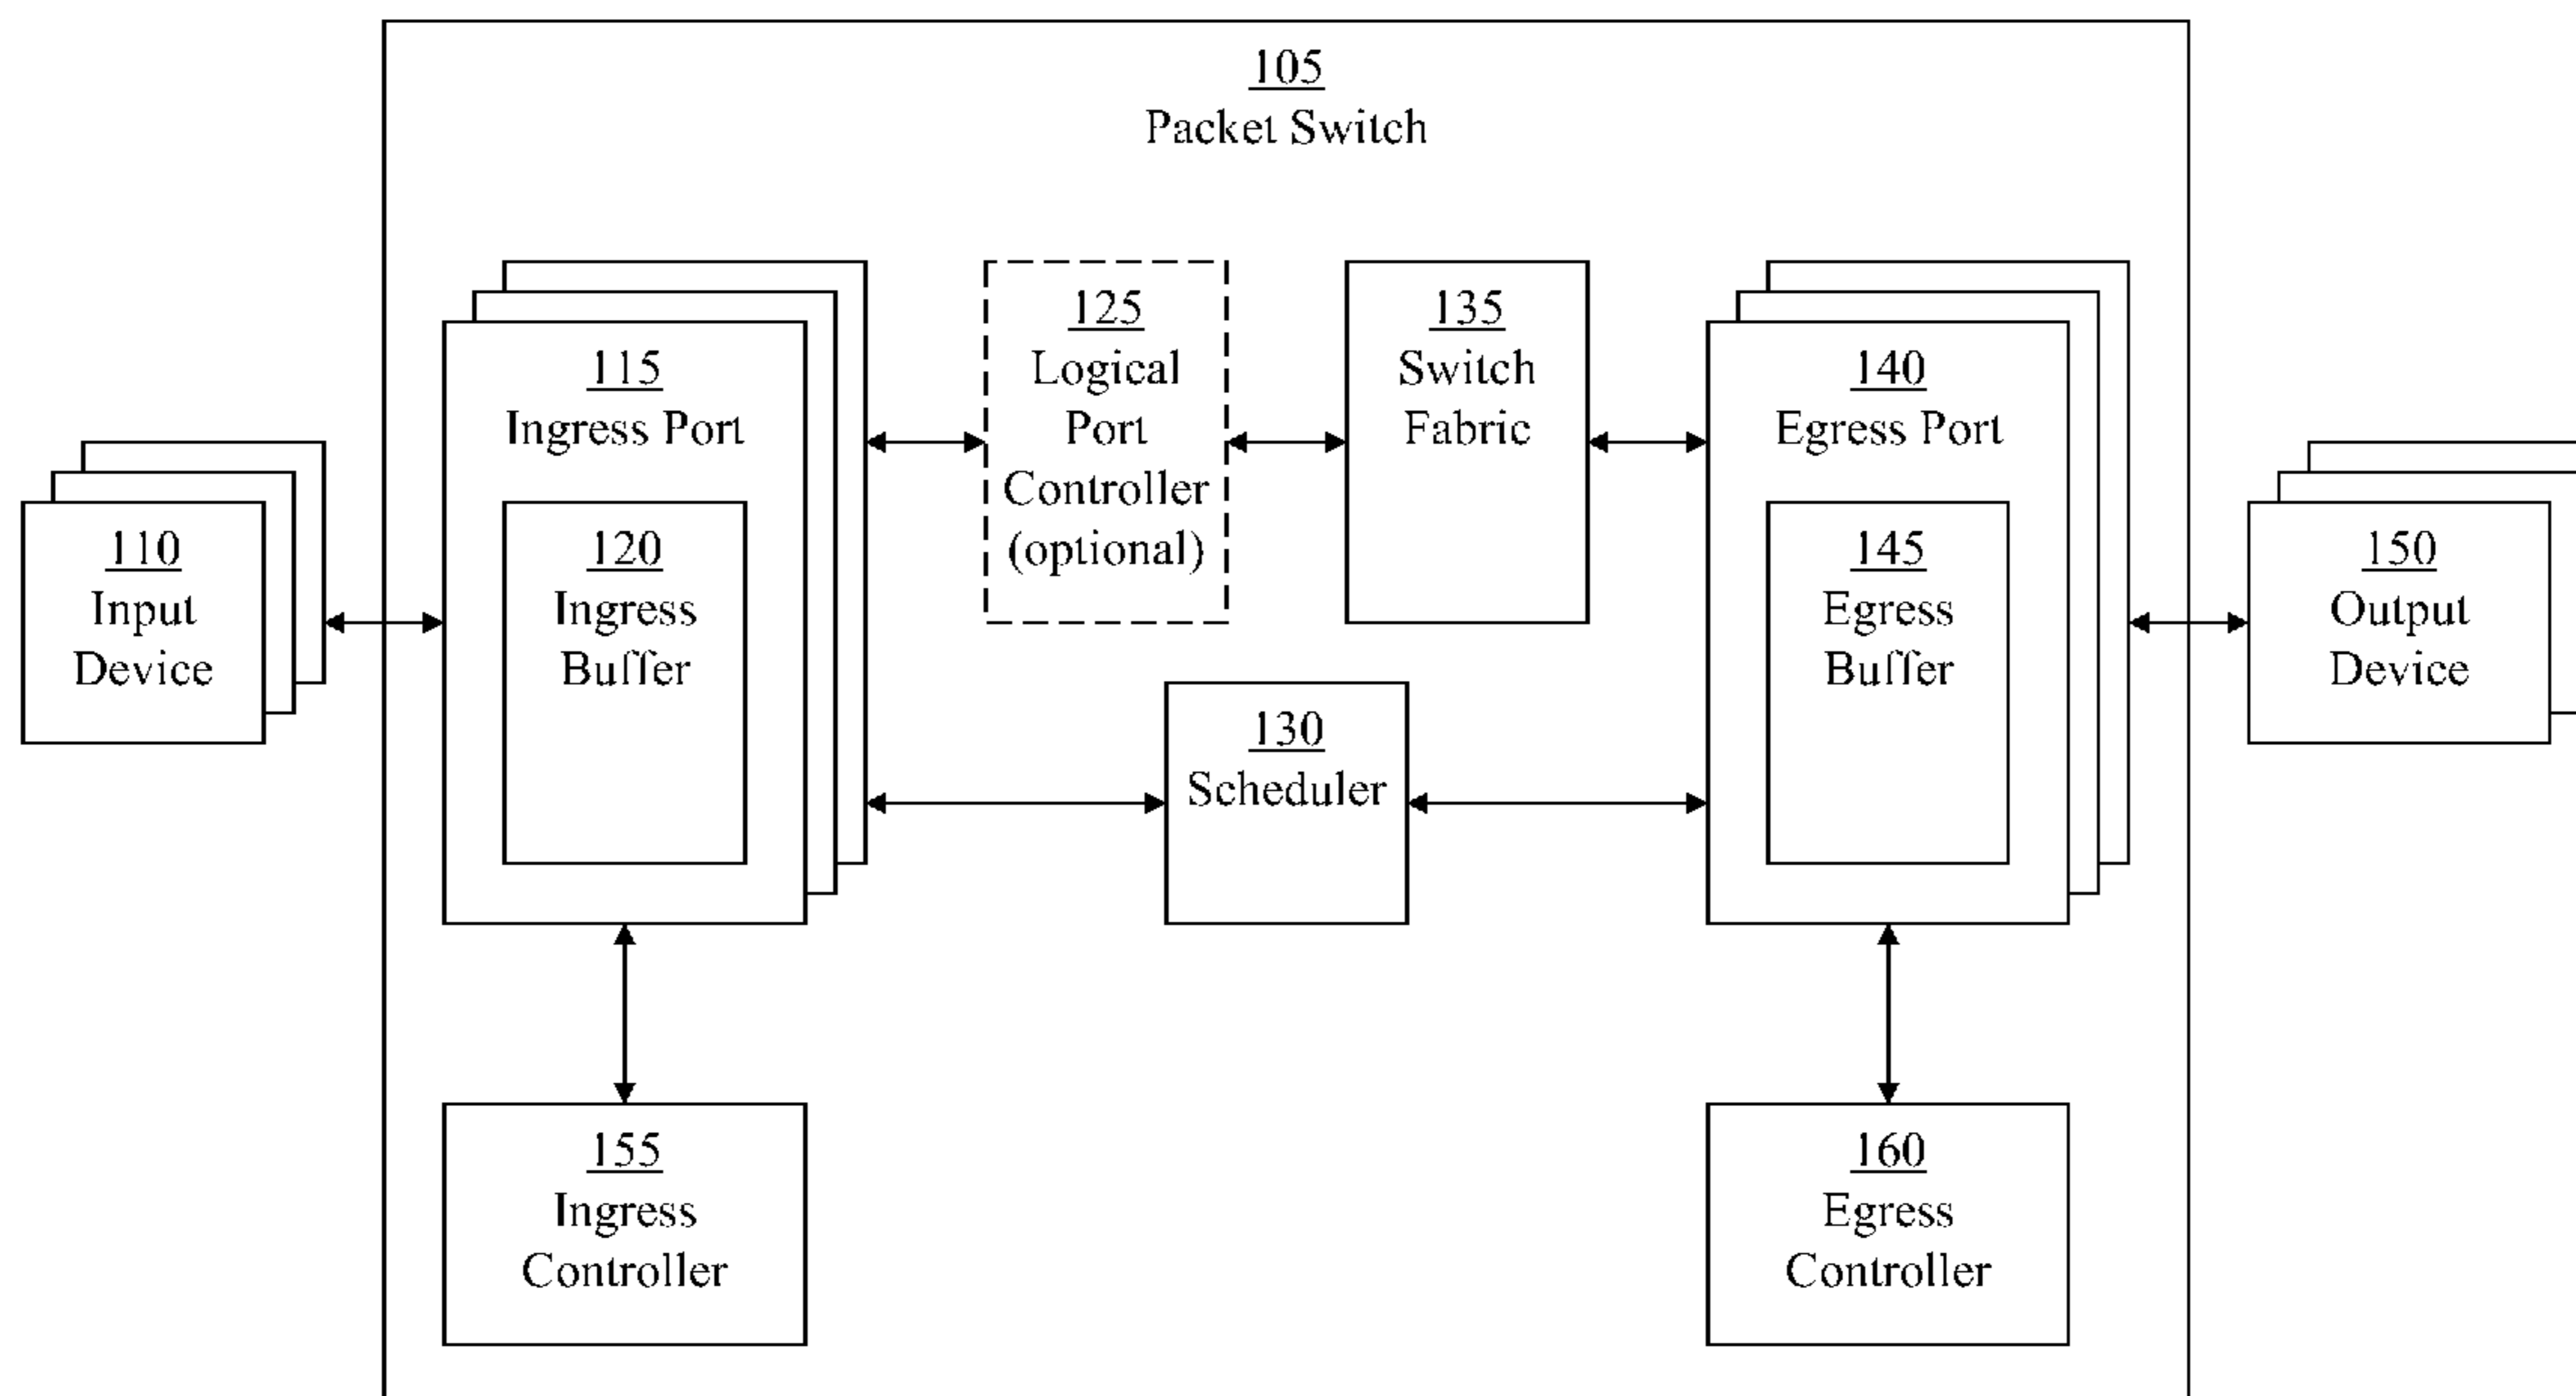 105
Packet Switch
110
Input
Device
115
Ingress Port
120
Ingress
Buffer
125
Logical
Port
Controller
(optional)
135
Switch
Fabric
130
Scheduler
140
Egress Port
145
Egress
Buffer
150
Output
Device
155
Ingress
Controller
160
Egress
Controller